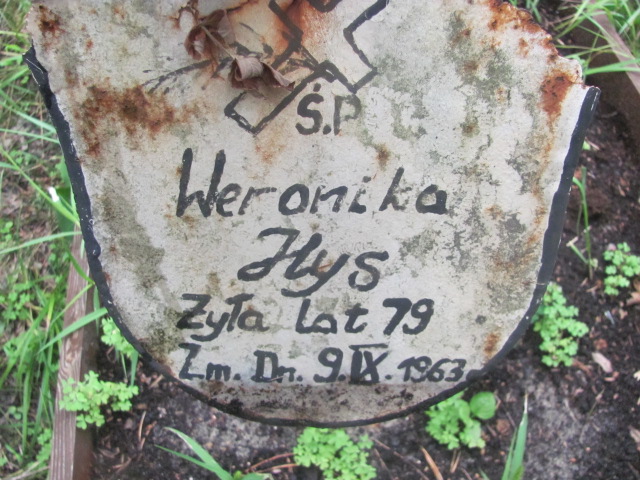 Ś.P
Weronika
Hys
Żyła Lat 79
Zm. Dn. 9.IX.1963